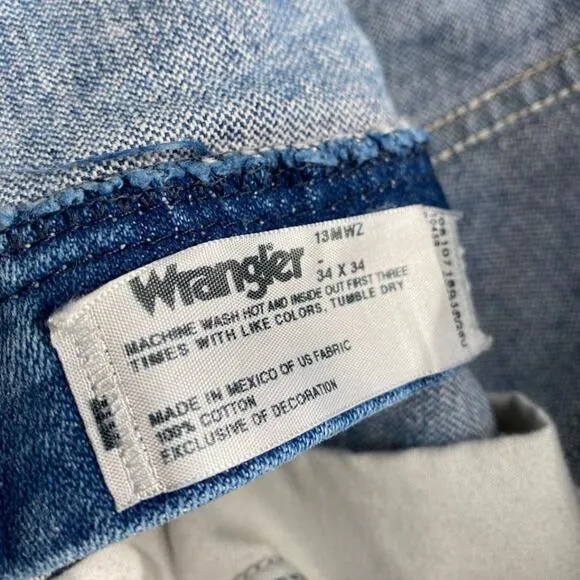 Wrangler
13MWZ
-
34 X 34
MACHINE WASH HOT AND INSIDE OUT FIRST THREE
TIMES WITH LIKE COLORS, TUMBLE DRY
MADE IN MEXICO OF US FABRIC
100% COTTON
EXCLUSIVE OF DECORATION